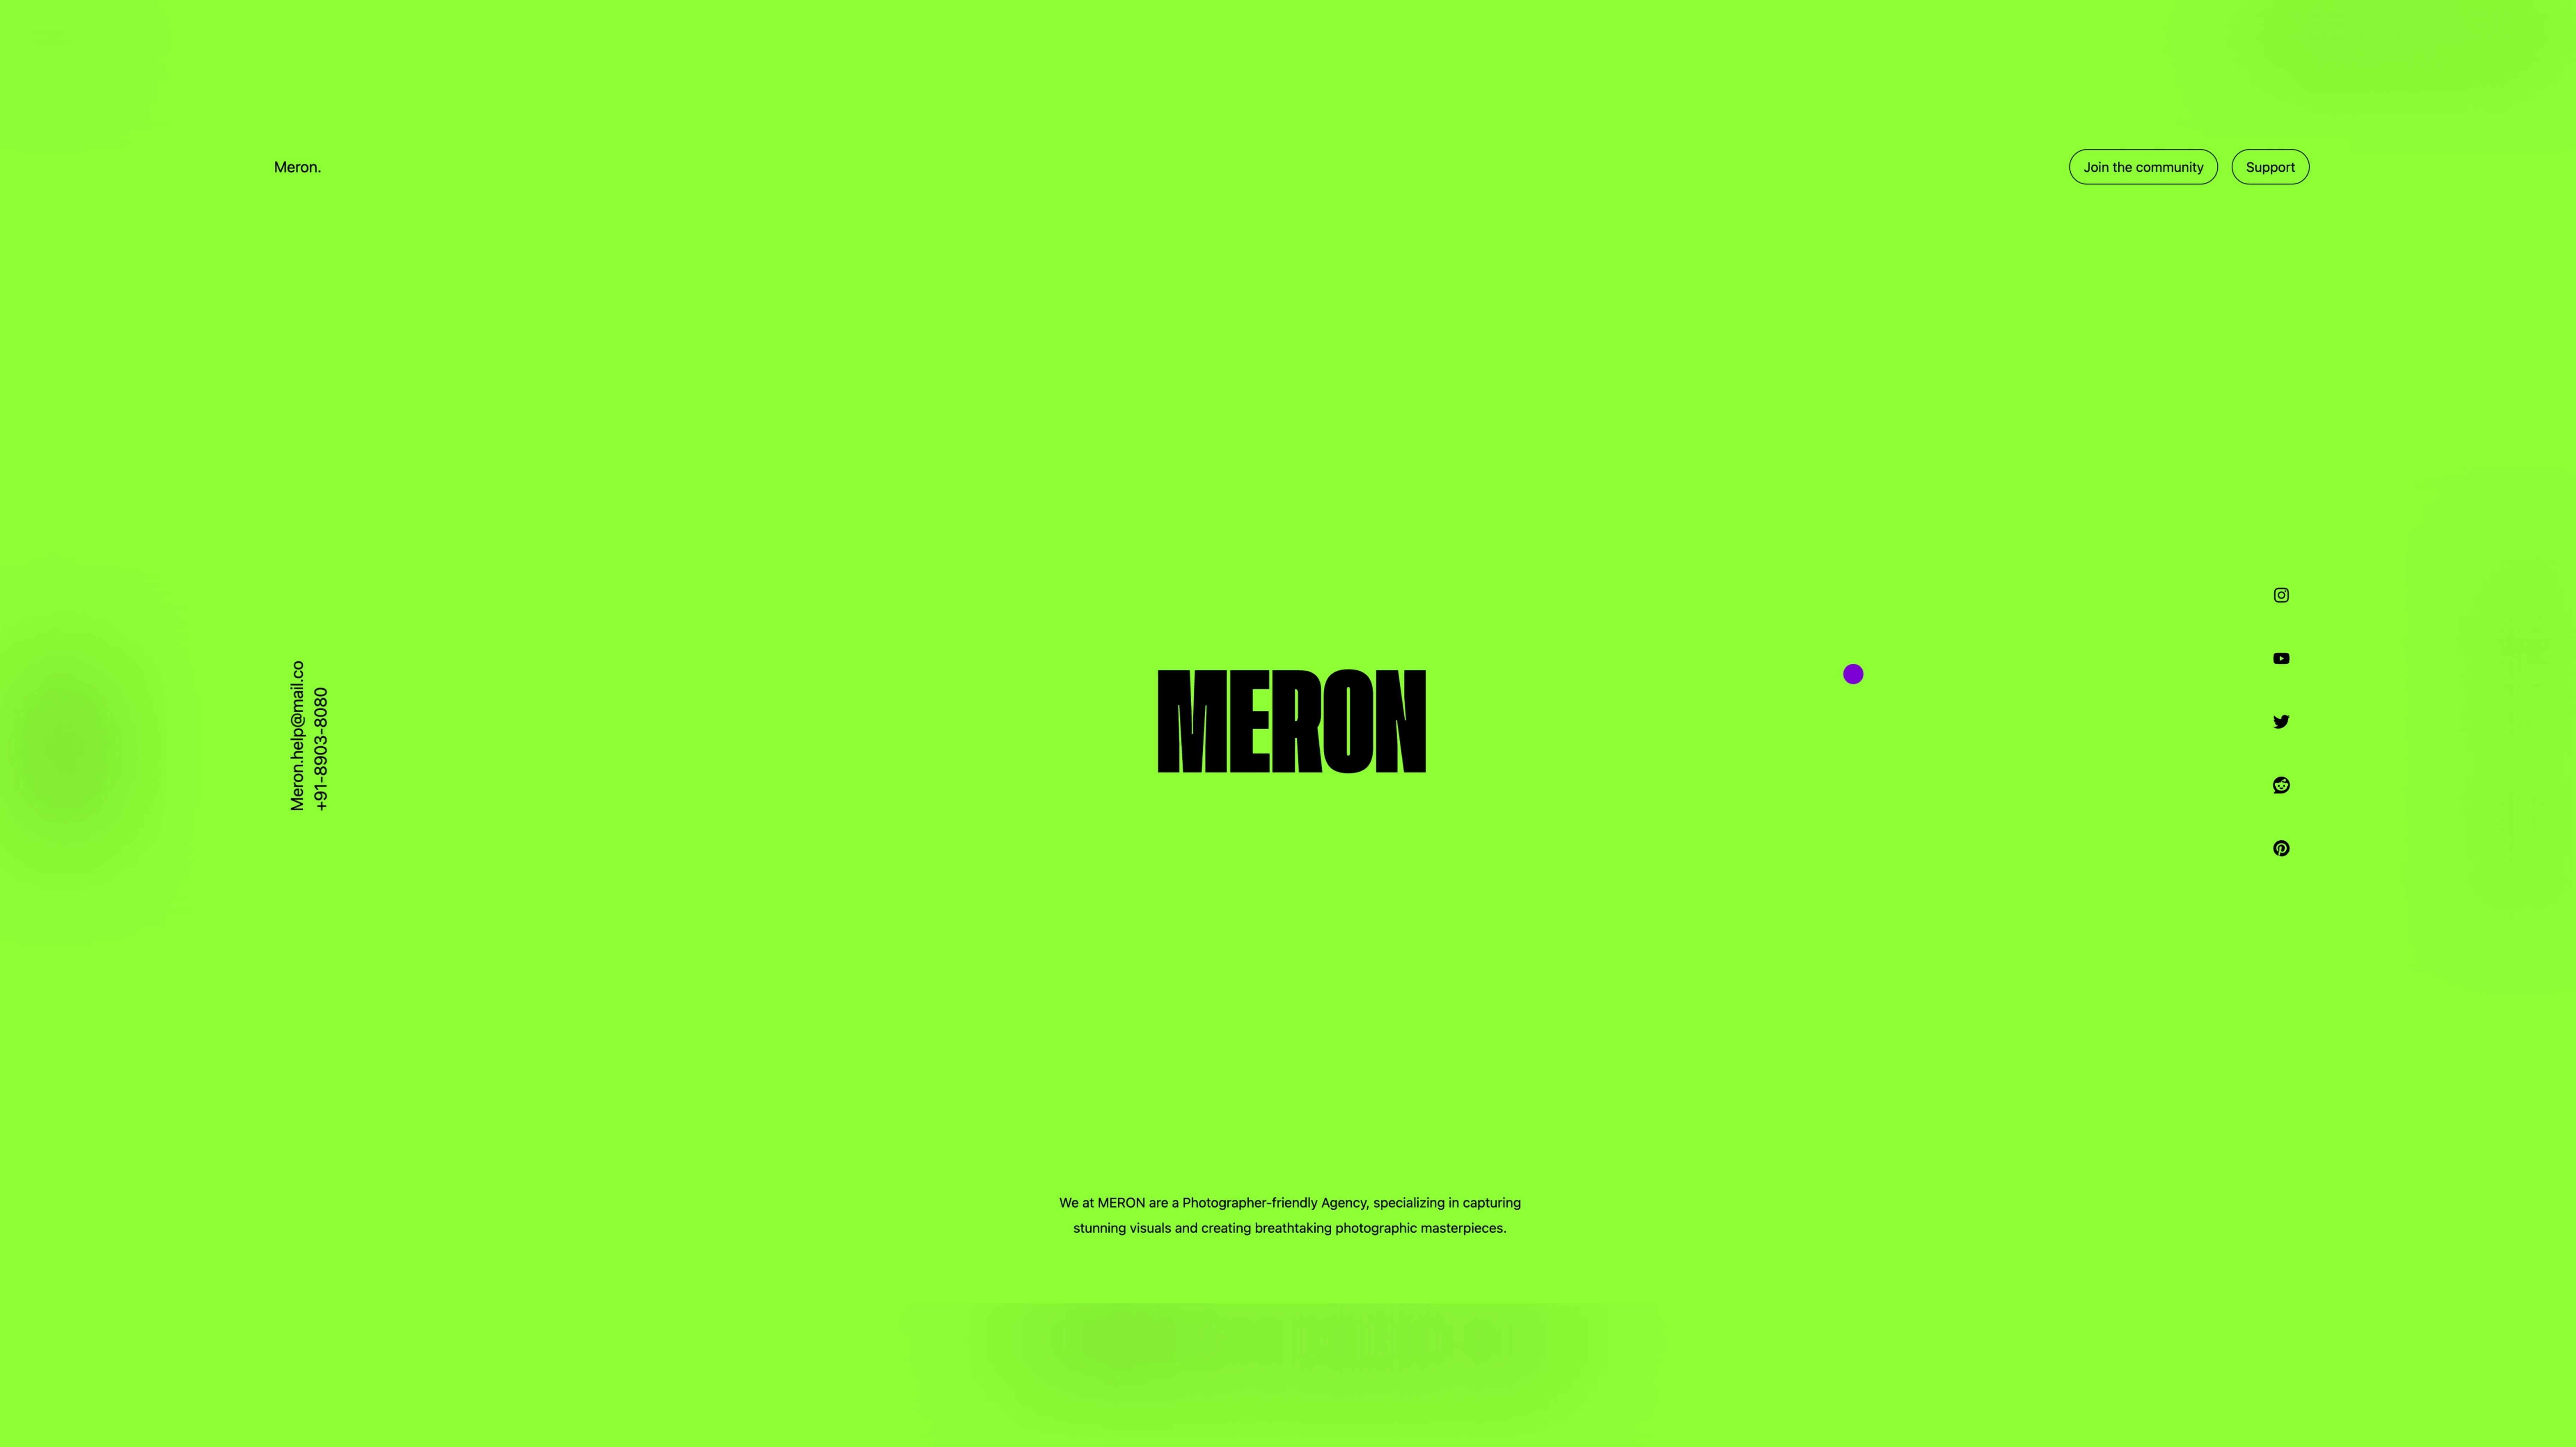 Meron.
Join the community
Support
Meron.help@mail.co
+91-8903-8080
MERON
We at MERON are a Photographer-friendly Agency, specializing in capturing
stunning visuals and creating breathtaking photographic masterpieces.